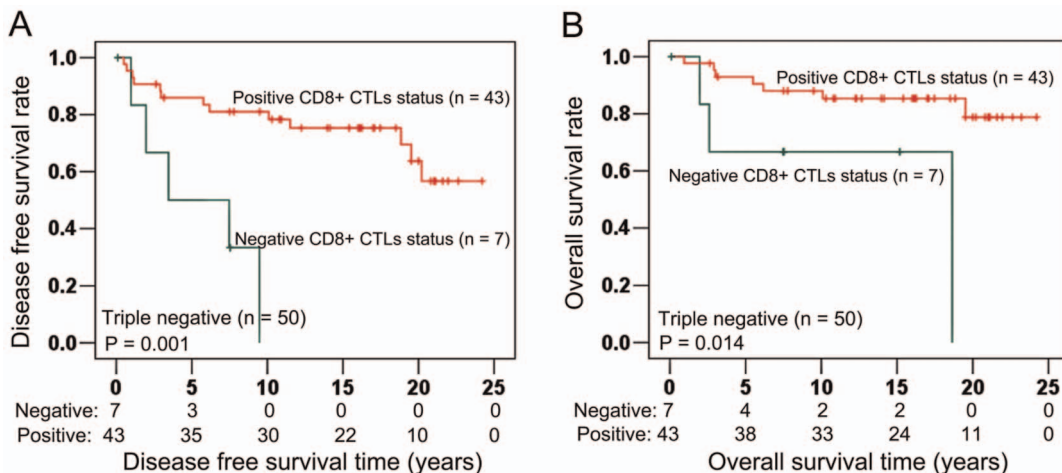 A
Disease free survival rate
1.0
0.8
0.6
0.4
0.2
0.0
Positive CD8+ CTLs status (n = 43)
Negative CD8+ CTLs status (n = 7)
Triple negative (n = 50)
P = 0.001
0 5 10 15 20 25
Negative: 7 3 0 0 0 0
Positive: 43 35 30 22 10 0
Disease free survival time (years)
B
Overall survival rate
1.0
0.8
0.6
0.4
0.2
0.0
Positive CD8+ CTLs status (n = 43)
Negative CD8+ CTLs status (n = 7)
Triple negative (n = 50)
P = 0.014
0 5 10 15 20 25
Negative: 7 4 2 2 0 0
Positive: 43 38 33 24 11 0
Overall survival time (years)